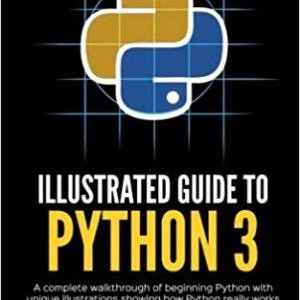 ILLUSTRATED GUIDE TO
PYTHON 3
A complete walkthrough of beginning Python with
unique illustrations showing how Python really works